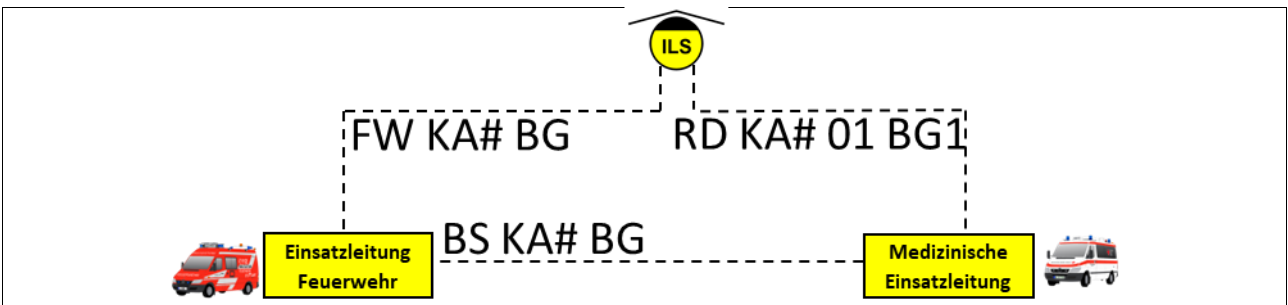 ILS
FW KA# BG
RD KA# 01 BG1
BS KA# BG
Einsatzleitung
Feuerwehr
Medizinische
Einsatzleitung